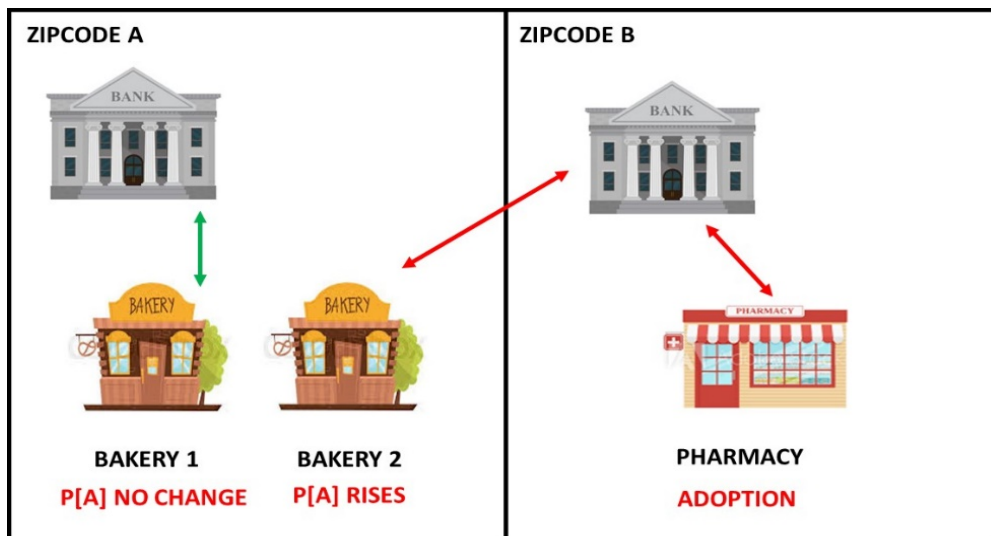 ZIPCODE A
ZIPCODE B
BANK
BANK
BAKERY
BAKERY
PHARMACY
BAKERY 1
BAKERY 2
PHARMACY
P[A] NO CHANGE
P[A] RISES
ADOPTION